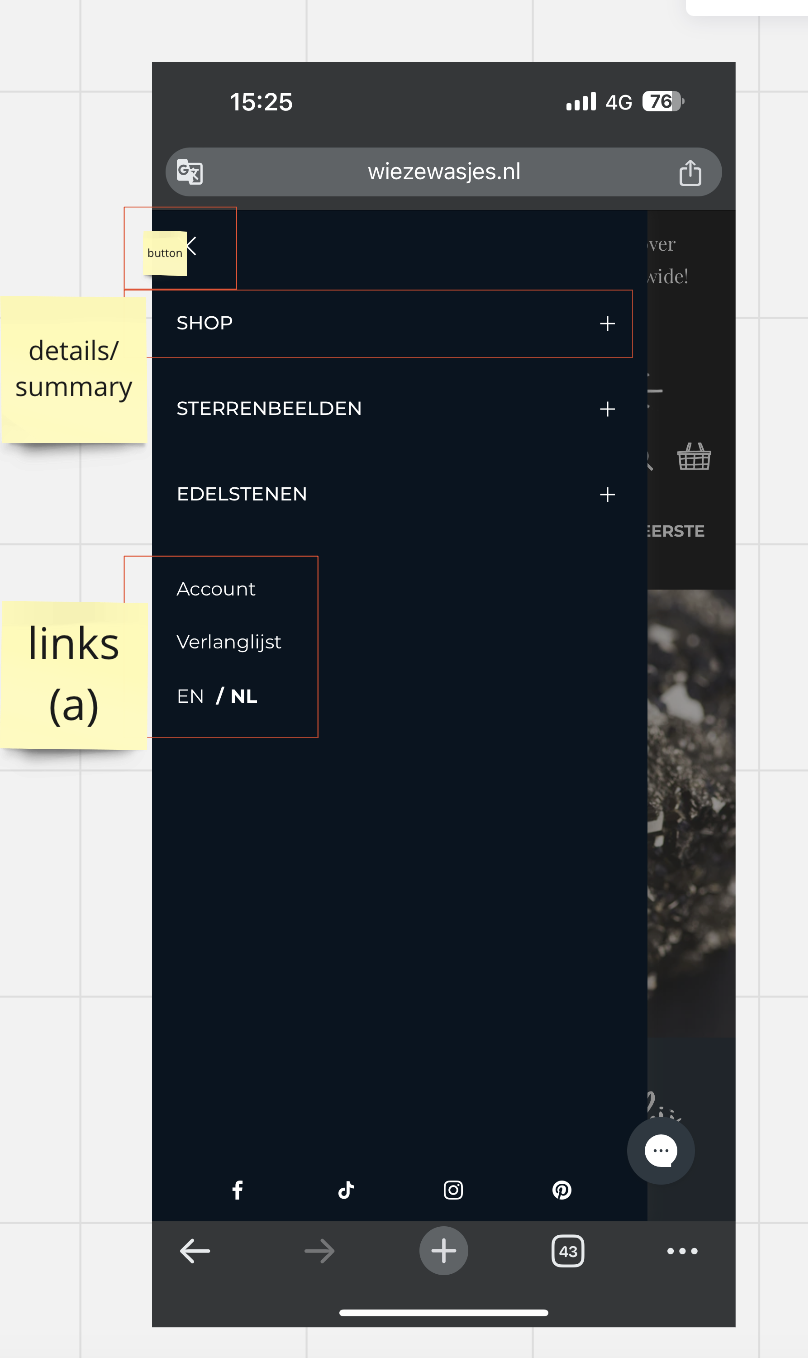 15:25 4G 76
wiezewasjes.nl
button
ver
wide!
details/
summary
SHOP
STERRENBEELDEN
EDELSTENEN
EERSTE
links
(a)
Account
Verlanglijst
EN / NL
43